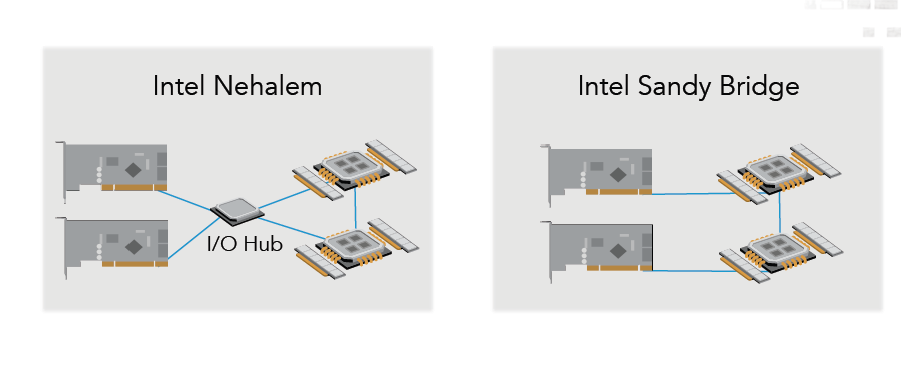 Intel Nehalem
I/O Hub
Intel Sandy Bridge